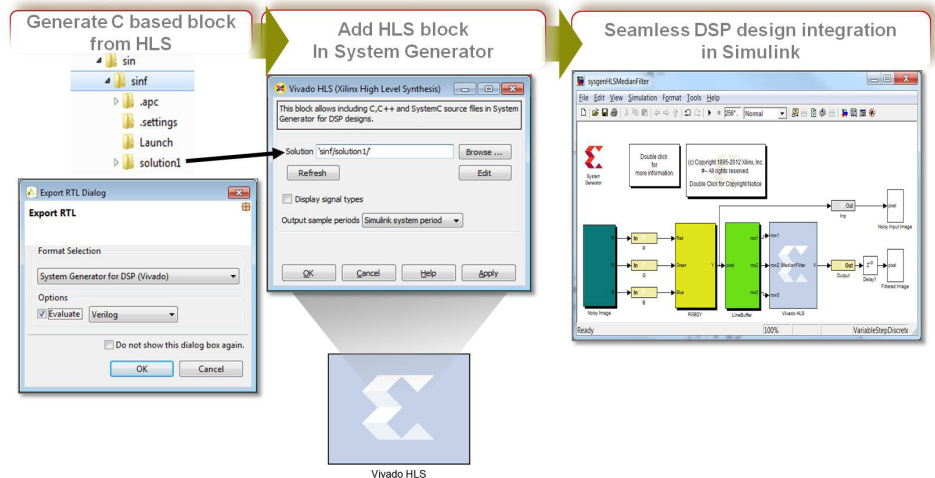 Generate C based block
from HLS
Add HLS block
In System Generator
Seamless DSP design integration
in Simulink
sin
sinf
.apc
.settings
Launch
solution1
Export RTL Dialog
Export RTL
Format Selection
System Generator for DSP (Vivado)
Options
Evaluate
Verilog
Do not show this dialog box again.
OK
Cancel
Vivado HLS (Xilinx High Level Synthesis)
This block allows including C,C++ and SystemC source files in System
Generator for DSP designs.
Solution
'sinf/solution1/'
Browse ...
Refresh
Edit
Display signal types
Output sample periods
Simulink system period
OK
Cancel
Help
Apply
Vivado HLS
sysgenHLSMedianFilter
File Edit View Simulation Format Tools Help
256*..
Normal
System
Generator
Double click
for
more information.
(c) Copyright 1995-2012 Xilinx, Inc.
#-- All rights reserved.
Double Click for Copyright Notice
Out
pixel
Noisy Input Image
In
R
In
G
In
B
Noisy Image
Red
Green
Blue
Y
RGB2Y
pixel
row1
row2
row3
LineBuffer
row1
row2
row3
MedianFilter
Y
Vivado HLS
Out
Output
Delay1
pixel
Filtered Image
Ready
100%
VariableStepDiscrete